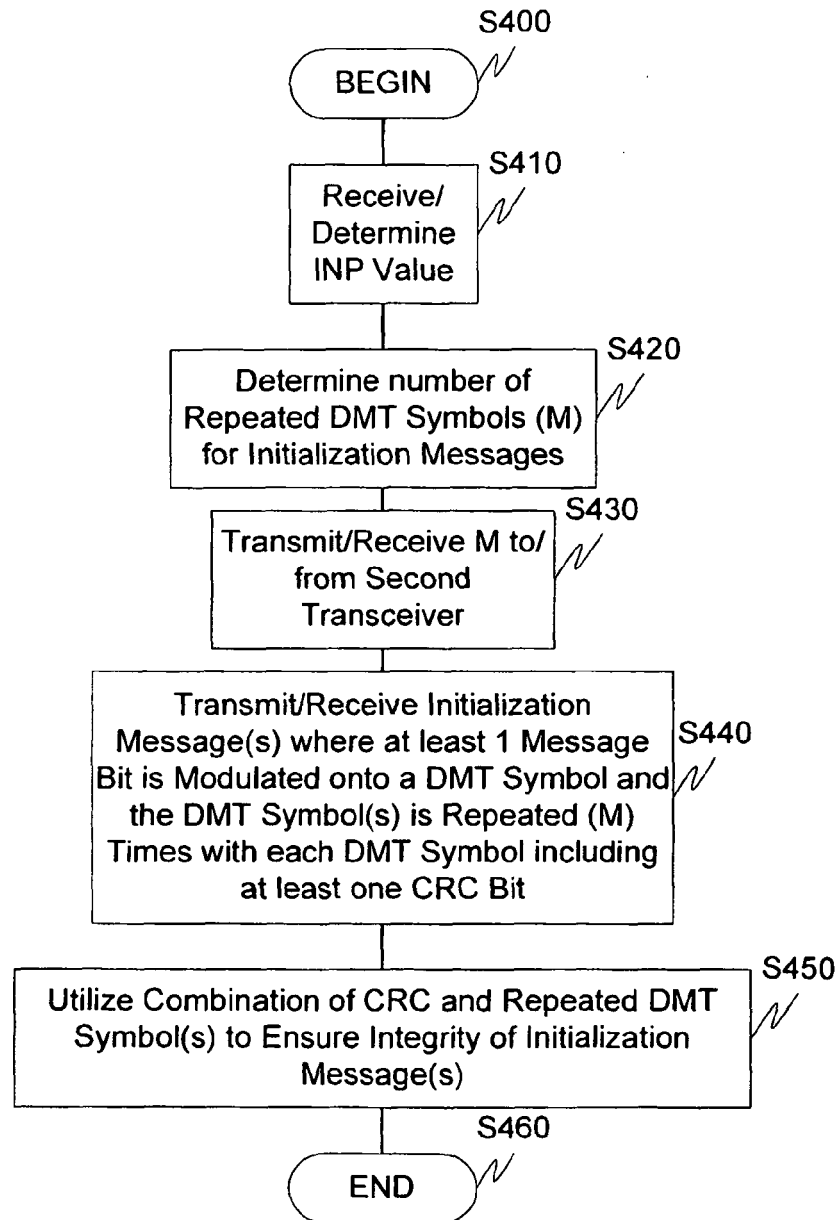 S400
BEGIN
S410
Receive/
Determine
INP Value
S420
Determine number of
Repeated DMT Symbols (M)
for Initialization Messages
S430
Transmit/Receive M to/
from Second
Transceiver
S440
Transmit/Receive Initialization
Message(s) where at least 1 Message
Bit is Modulated onto a DMT Symbol and
the DMT Symbol(s) is Repeated (M)
Times with each DMT Symbol including
at least one CRC Bit
S450
Utilize Combination of CRC and Repeated DMT
Symbol(s) to Ensure Integrity of Initialization
Message(s)
S460
END